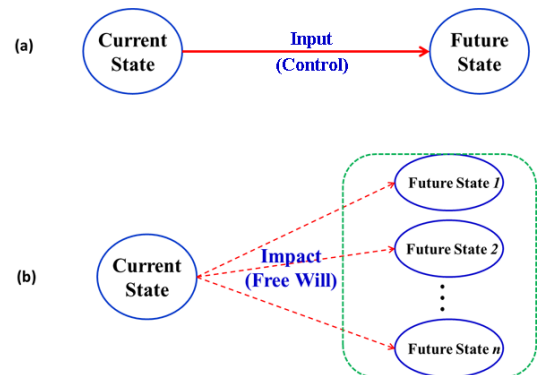 (a)
Current
State
Input
(Control)
Future
State
(b)
Current
State
Impact
(Free Will)
Future State 1
Future State 2
Future State n